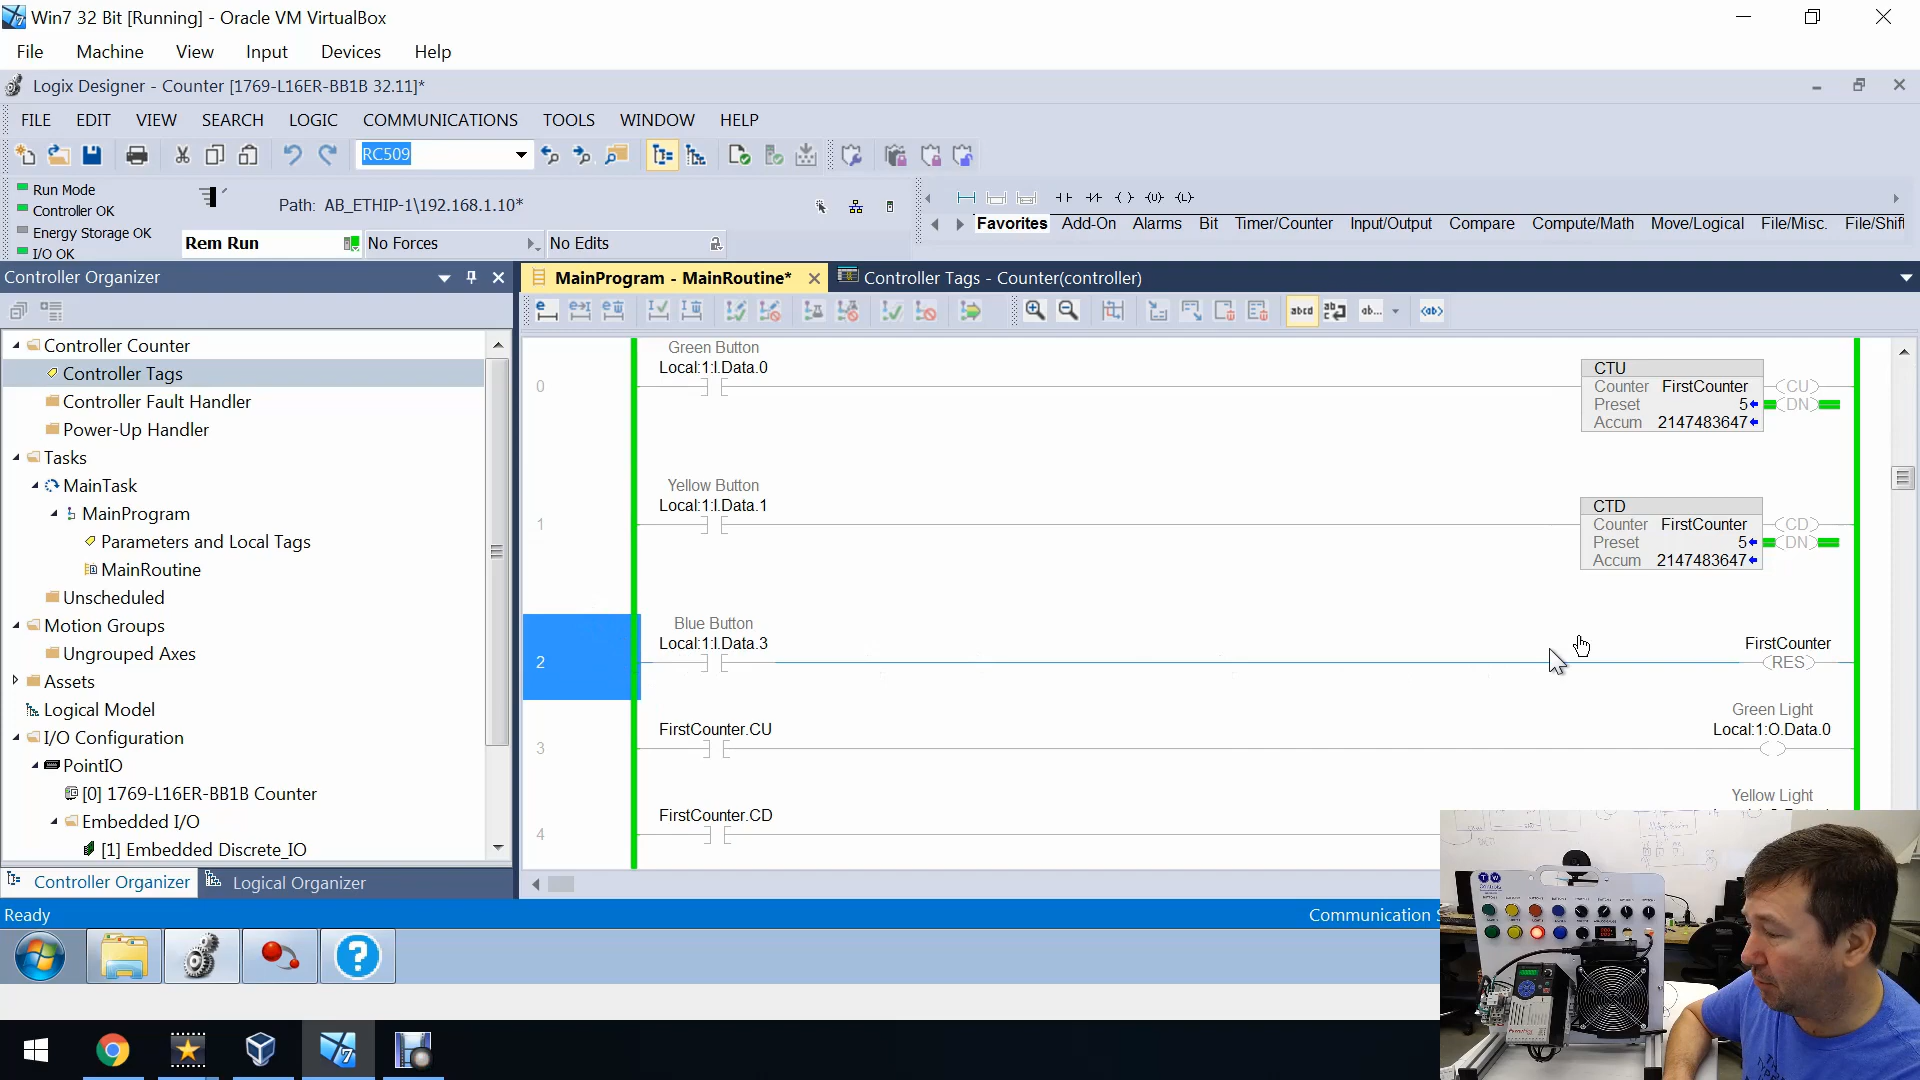 Win7 32 Bit [Running] - Oracle VM VirtualBox
File Machine View Input Devices Help
Logix Designer - Counter [1769-L16ER-BB1B 32.11]*
FILE EDIT VIEW SEARCH LOGIC COMMUNICATIONS TOOLS WINDOW HELP
RC509
Run Mode
Controller OK
Energy Storage OK
I/O OK
Path: AB_ETHIP-1\192.168.1.10*
Rem Run No Forces No Edits
Favorites Add-On Alarms Bit Timer/Counter Input/Output Compare Compute/Math Move/Logical File/Misc. File/Shift
Controller Organizer
Controller Counter
Controller Tags
Controller Fault Handler
Power-Up Handler
Tasks
MainTask
MainProgram
Parameters and Local Tags
MainRoutine
Unscheduled
Motion Groups
Ungrouped Axes
Assets
Logical Model
I/O Configuration
PointIO
[0] 1769-L16ER-BB1B Counter
Embedded I/O
[1] Embedded Discrete_IO
Controller Organizer Logical Organizer
MainProgram - MainRoutine* Controller Tags - Counter(controller)
0
Green Button
Local:1:I.Data.0
CTU
Counter FirstCounter
Preset 5
Accum 2147483647
CU
DN
1
Yellow Button
Local:1:I.Data.1
CTD
Counter FirstCounter
Preset 5
Accum 2147483647
CD
DN
2
Blue Button
Local:1:I.Data.3
FirstCounter
RES
3
FirstCounter.CU
Green Light
Local:1:O.Data.0
4
FirstCounter.CD
Yellow Light
Ready
Communication